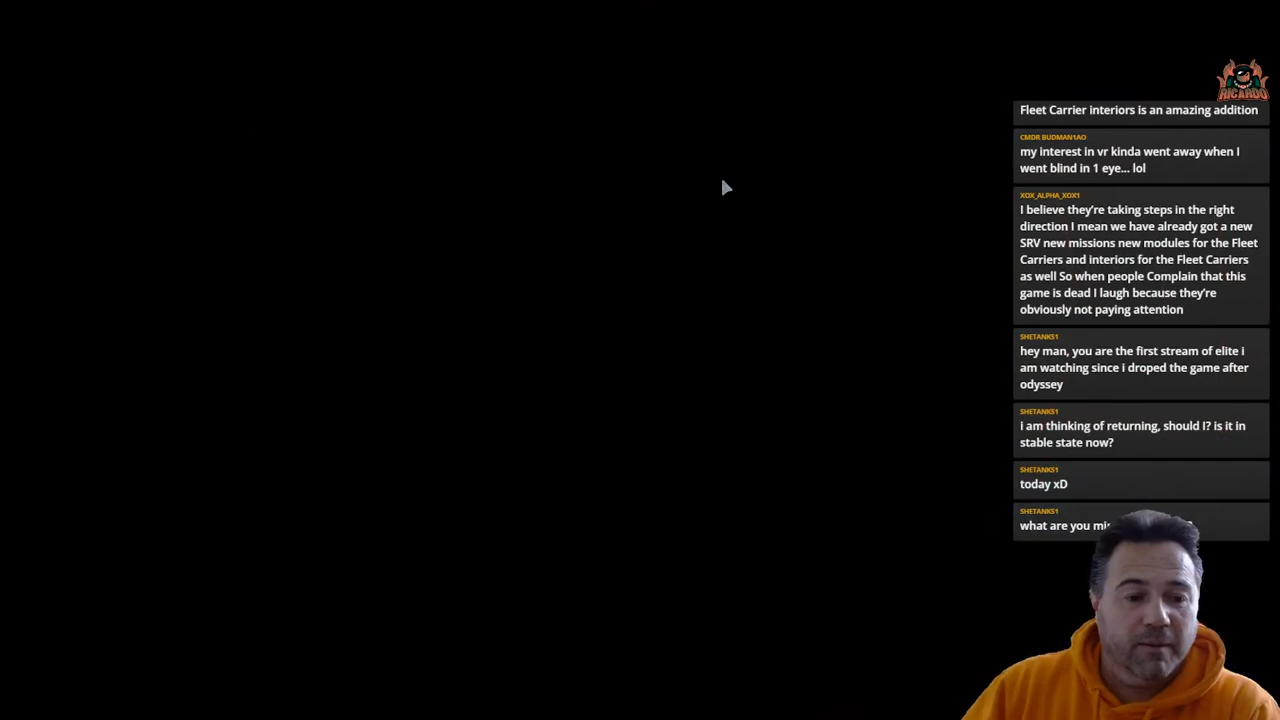 RICARDO
Fleet Carrier interiors is an amazing addition
CMDR BUDMAN1AO
my interest in vr kinda went away when I
went blind in 1 eye... lol
XOX_ALPHA_XOX1
I believe they're taking steps in the right
direction I mean we have already got a new
SRV new missions new modules for the Fleet
Carriers and interiors for the Fleet Carriers
as well So when people Complain that this
game is dead I laugh because they're
obviously not paying attention
SHETANKS1
hey man, you are the first stream of elite i
am watching since i droped the game after
odyssey
SHETANKS1
i am thinking of returning, should I? is it in
stable state now?
SHETANKS1
today xD
SHETANKS1
what are you